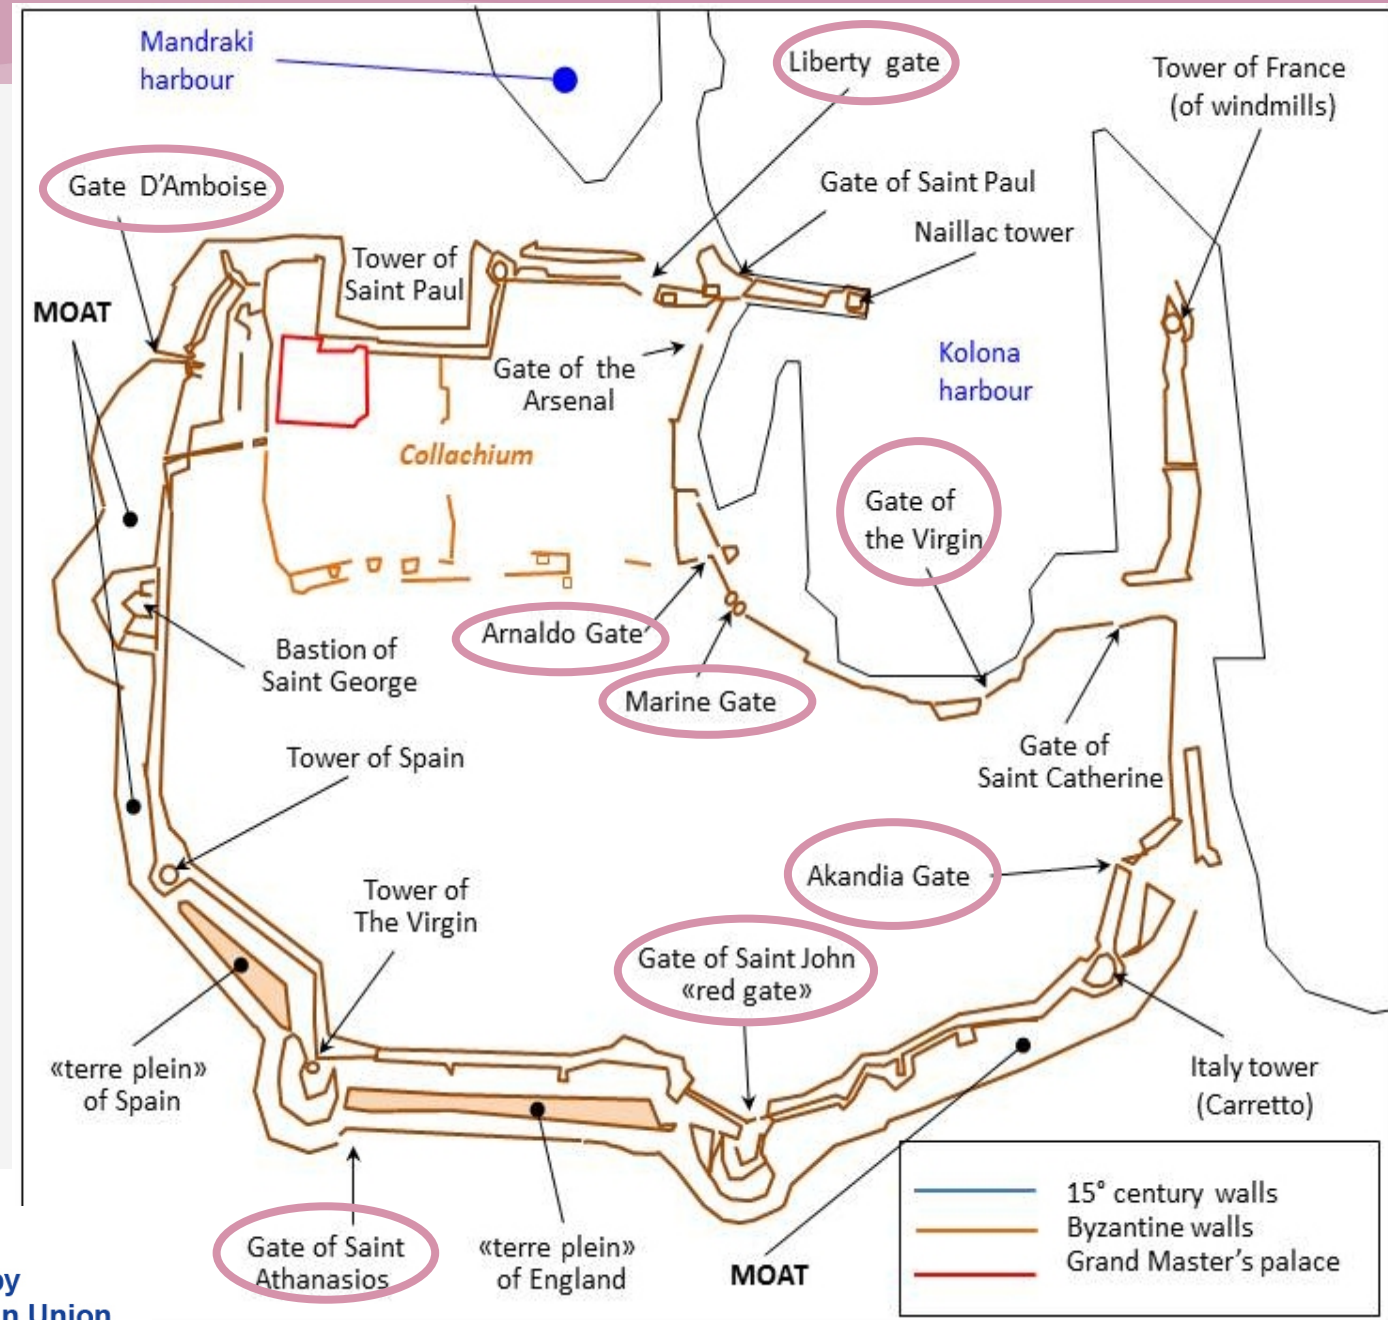 Mandraki
harbour
Liberty gate
Tower of France
(of windmills)
Gate D’Amboise
Gate of Saint Paul
Naillac tower
Tower of
Saint Paul
MOAT
Gate of the
Arsenal
Kolona
harbour
Collachium
Gate of
the Virgin
Arnaldo Gate
Bastion of
Saint George
Marine Gate
Gate of
Saint Catherine
Tower of Spain
Akandia Gate
Tower of
The Virgin
Gate of Saint John
«red gate»
«terre plein»
of Spain
Italy tower
(Carretto)
Gate of Saint
Athanasios
«terre plein»
of England
MOAT
15° century walls
Byzantine walls
Grand Master’s palace
by
n Union